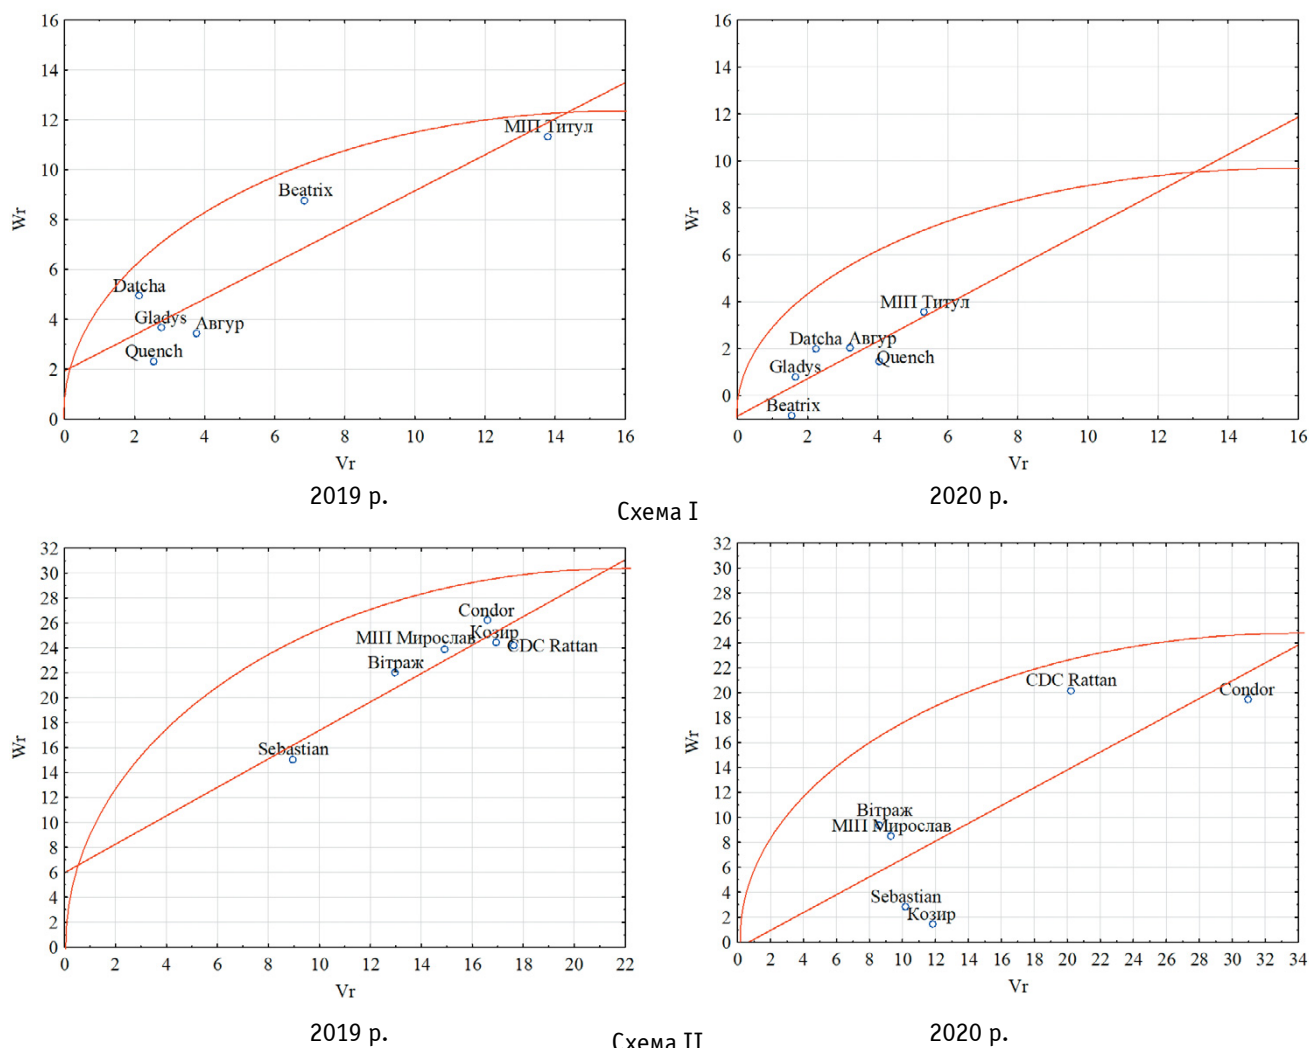 16
14
12
10
8
6
4
2
0
Wr
МІП Титул
Beatrix
Datcha
Gladys
Авгур
Quench
0 2 4 6 8 10 12 14 16
Vr
2019 р.
16
14
12
10
8
6
4
2
0
Wr
МІП Титул
Datcha Авгур
Quench
Gladys
Beatrix
0 2 4 6 8 10 12 14 16
Vr
2020 р.
Схема I
32
30
28
26
24
22
20
18
16
14
12
10
8
6
4
2
0
Wr
Condor
Козир
МІП Мирослав
CDC Rattan
Вітраж
Sebastian
0 2 4 6 8 10 12 14 16 18 20 22
Vr
2019 р.
32
30
28
26
24
22
20
18
16
14
12
10
8
6
4
2
0
Wr
CDC Rattan
Condor
Вітраж
МІП Мирослав
Sebastian
Козир
0 2 4 6 8 10 12 14 16 18 20 22 24 26 28 30 32 34
Vr
2020 р.
Схема II